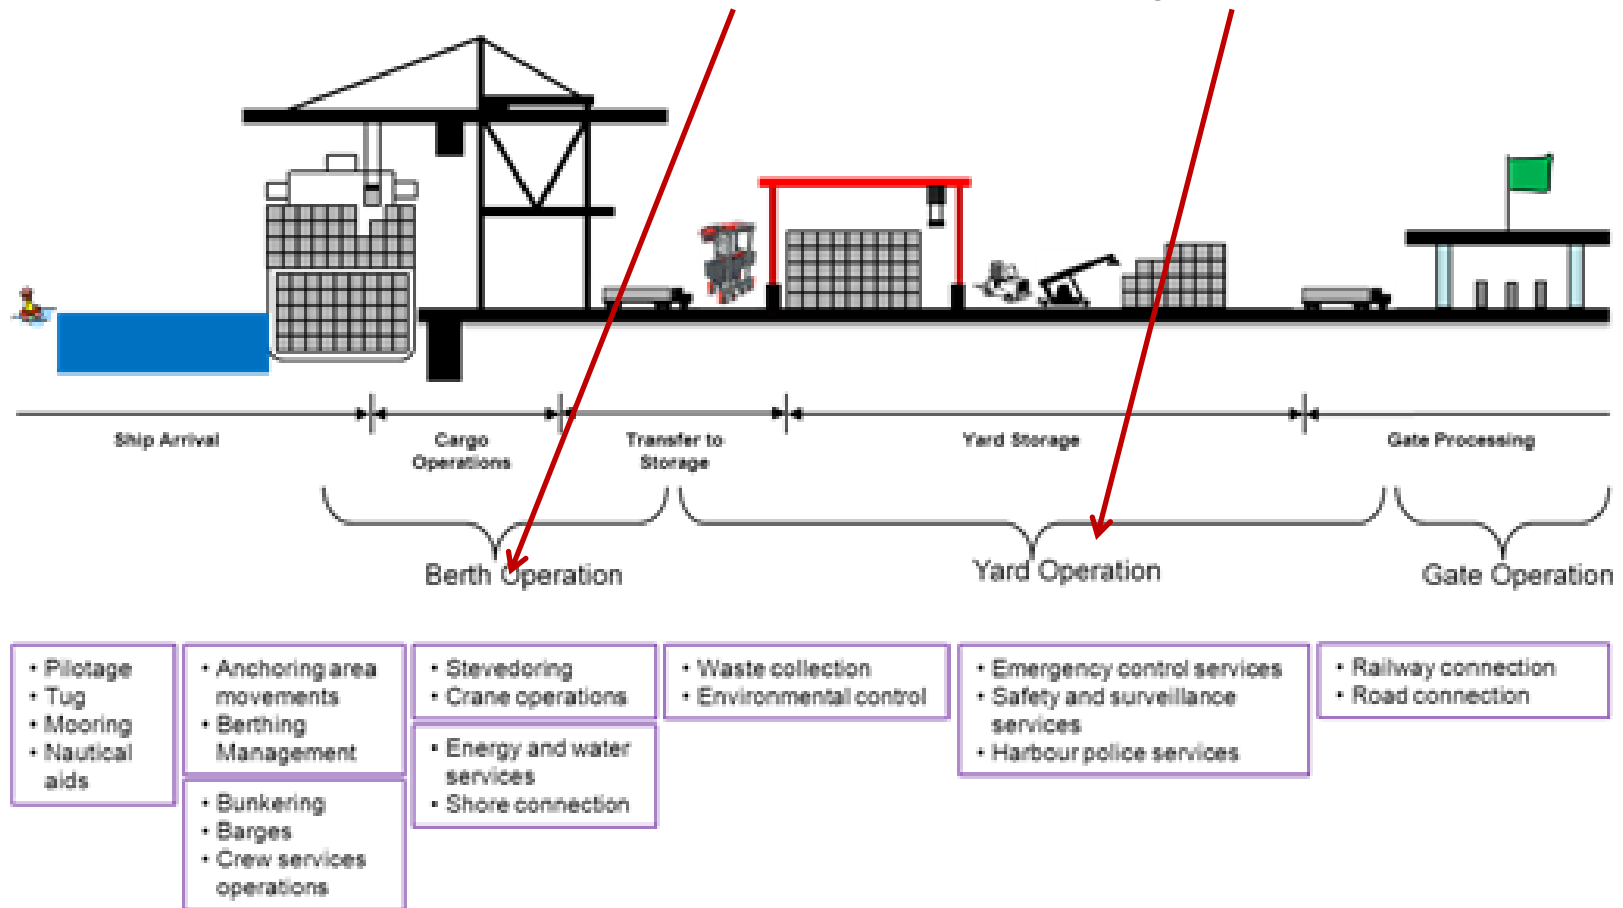 Ship Arrival
Cargo
Operations
Transfer to
Storage
Yard Storage
Gate Processing
Berth Operation
Yard Operation
Gate Operation
• Pilotage
• Tug
• Mooring
• Nautical
aids
• Anchoring area
movements
• Berthing
Management
• Bunkering
• Barges
• Crew services
operations
• Stevedoring
• Crane operations
• Energy and water
services
• Shore connection
• Waste collection
• Environmental control
• Emergency control services
• Safety and surveillance
services
• Harbour police services
• Railway connection
• Road connection